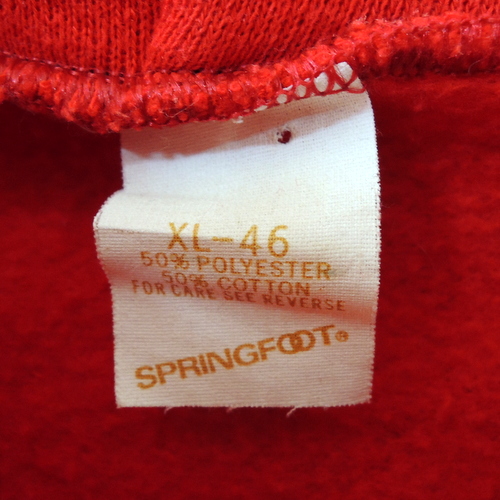 XL-46
50% POLYESTER
50% COTTON
FOR CARE SEE REVERSE
SPRINGFOOT®